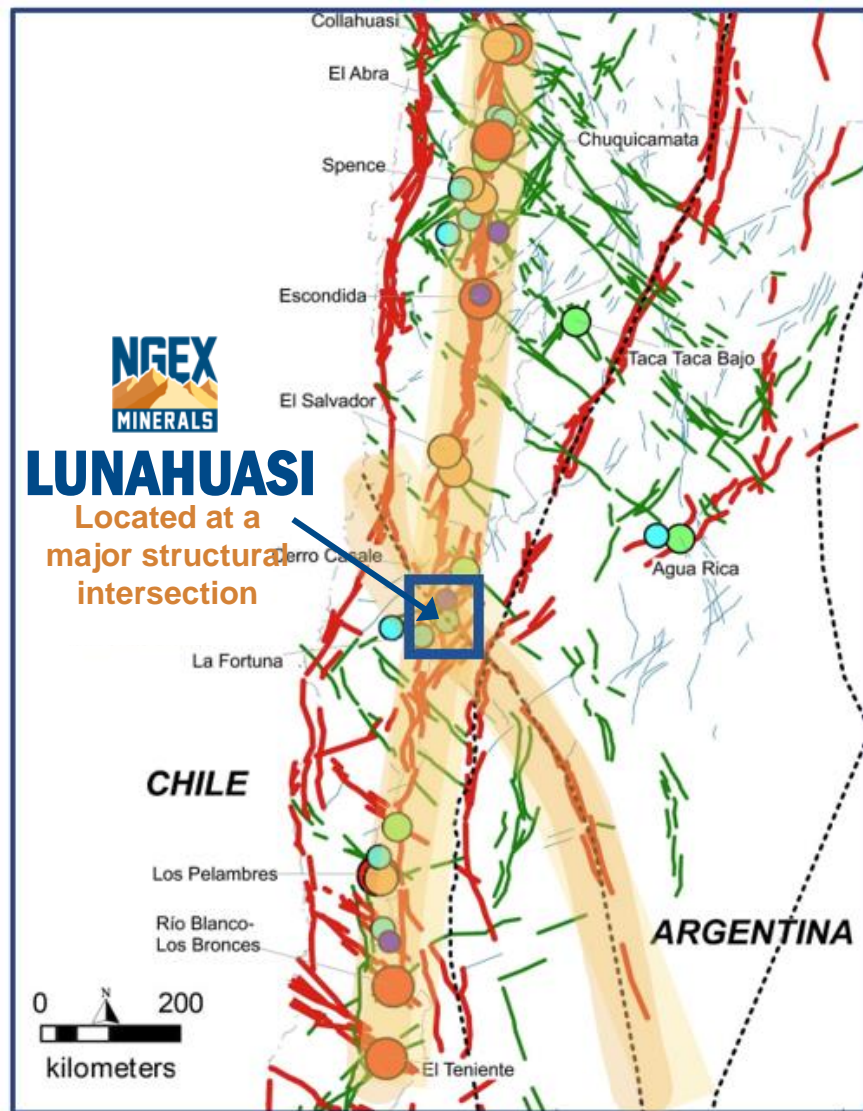 Collahuasi
El Abra
Chuquicamata
Spence
Escondida
Taca Taca Bajo
NGEX
MINERALS
El Salvador
LUNAHUASI
Located at a
major structural
intersection
Cerro Casale
Agua Rica
La Fortuna
CHILE
Los Pelambres
Río Blanco-
Los Bronces
ARGENTINA
0 200
N
kilometers
El Teniente